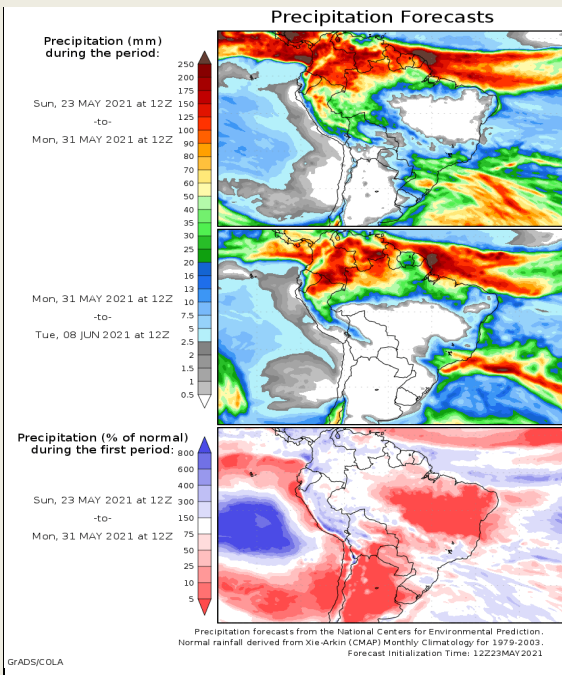 Precipitation Forecasts
Precipitation (mm)
during the period:
Sun, 23 MAY 2021 at 12Z
-to-
Mon, 31 MAY 2021 at 12Z
250
200
175
150
125
100
90
80
70
60
50
40
35
30
25
20
16
13
10
7.5
5
2.5
2
1.5
1
0.5
Mon, 31 MAY 2021 at 12Z
-to-
Tue, 08 JUN 2021 at 12Z
Precipitation (% of normal)
during the first period:
Sun, 23 MAY 2021 at 12Z
-to-
Mon, 31 MAY 2021 at 12Z
800
600
400
300
150
75
50
25
10
5
Precipitation forecasts from the National Centers for Environmental Prediction.
Normal rainfall derived from Xie-Arkin (CMAP) Monthly Climatology for 1979-2003.
Forecast Initialization Time: 12Z23MAY2021
GrADS/COLA